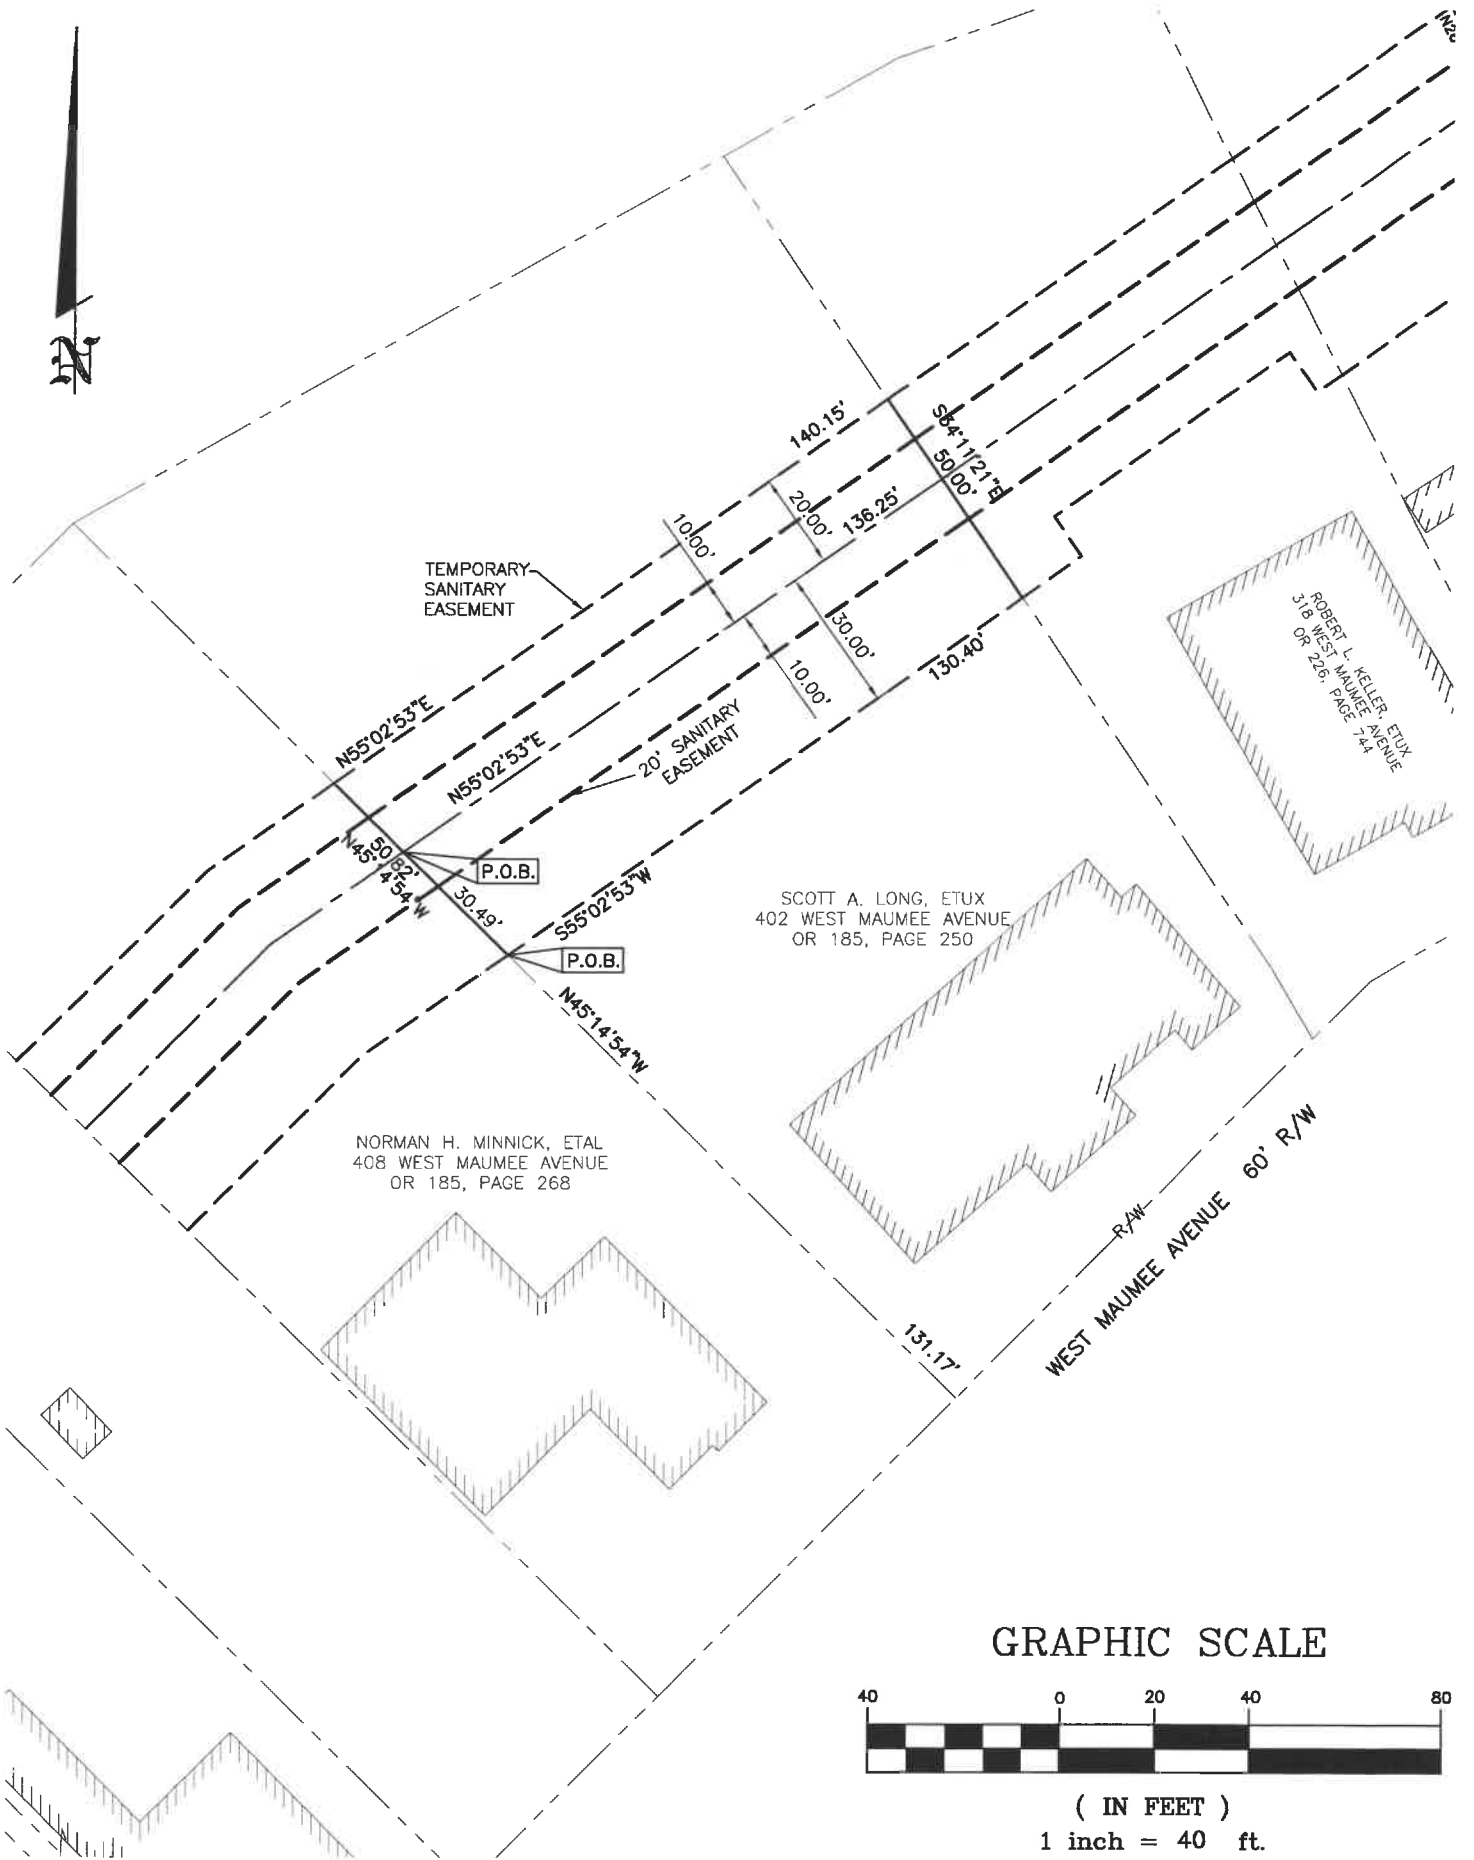 N
140.15'
S34°11'21"E
50.00'
20.00'
136.25'
10.00'
TEMPORARY
SANITARY
EASEMENT
30.00'
10.00'
130.40'
N55°02'53"E
N55°02'53"E
20' SANITARY
EASEMENT
ROBERT L. KELLER, ETUX
318 WEST MAUMEE AVENUE
OR 226, PAGE 744
50.82'
P.O.B.
30.49'
S55°02'53"W
P.O.B.
SCOTT A. LONG, ETUX
402 WEST MAUMEE AVENUE
OR 185, PAGE 250
N45°14'54"W
NORMAN H. MINNICK, ETAL
408 WEST MAUMEE AVENUE
OR 185, PAGE 268
R/W
WEST MAUMEE AVENUE 60' R/W
131.17'
GRAPHIC SCALE
40 0 20 40 80
( IN FEET )
1 inch = 40 ft.